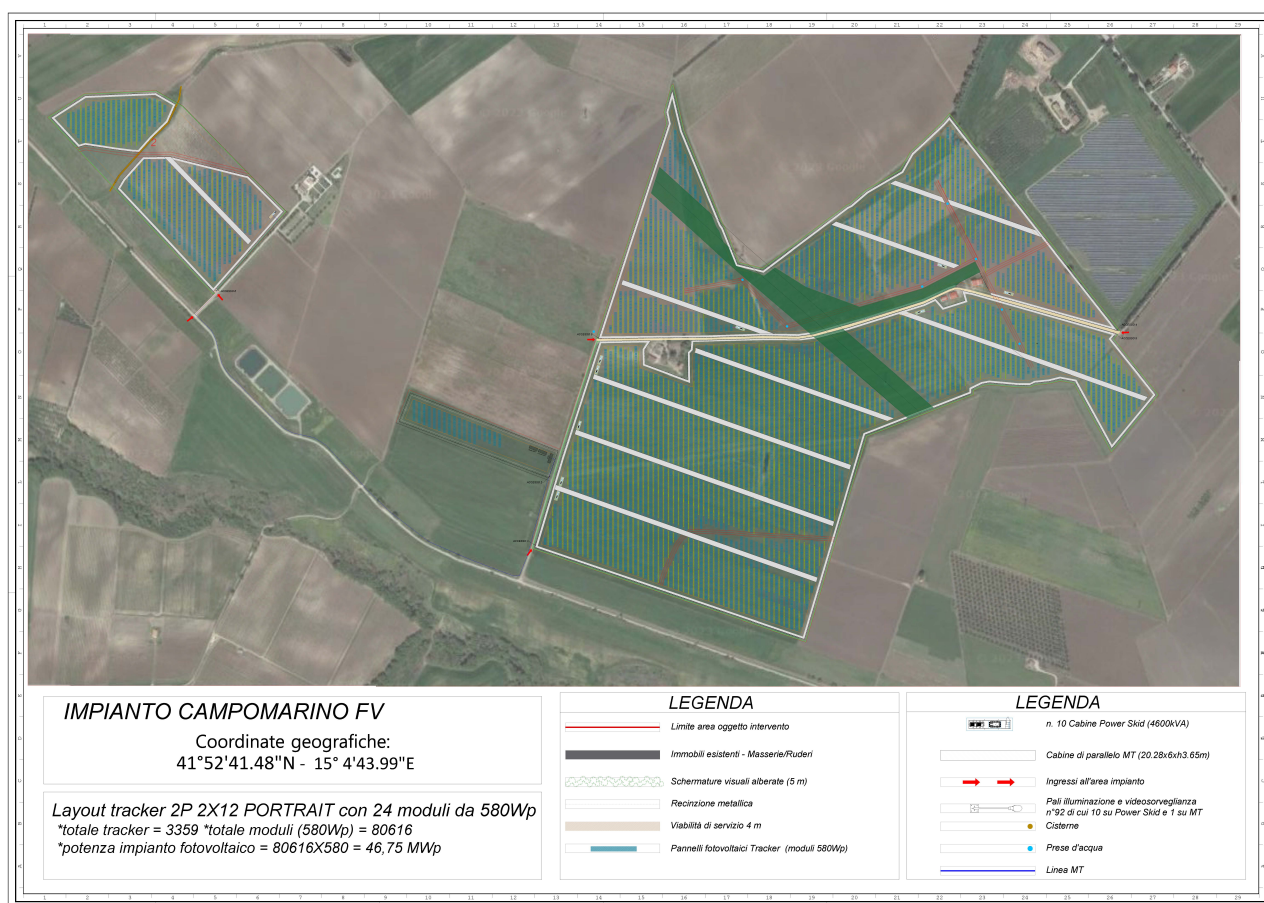 IMPIANTO CAMPOMARINO FV
Coordinate geografiche:
41°52'41.48"N - 15° 4'43.99"E
Layout tracker 2P 2X12 PORTRAIT con 24 moduli da 580Wp
*totale tracker = 3359 *totale moduli (580Wp) = 80616
*potenza impianto fotovoltaico = 80616X580 = 46,75 MWp
LEGENDA
Limite area oggetto intervento
Immobili esistenti - Masserie/Ruderi
Schermature visuali alberate (5 m)
Recinzione metallica
Viabilità di servizio 4 m
Pannelli fotovoltaici Tracker (moduli 580Wp)
LEGENDA
n. 10 Cabine Power Skid (4600kVA)
Cabine di parallelo MT (20.28x6xh3.65m)
Ingressi all'area impianto
Pali illuminazione e videosorveglianza
n°92 di cui 10 su Power Skid e 1 su MT
Cisterne
Prese d'acqua
Linea MT